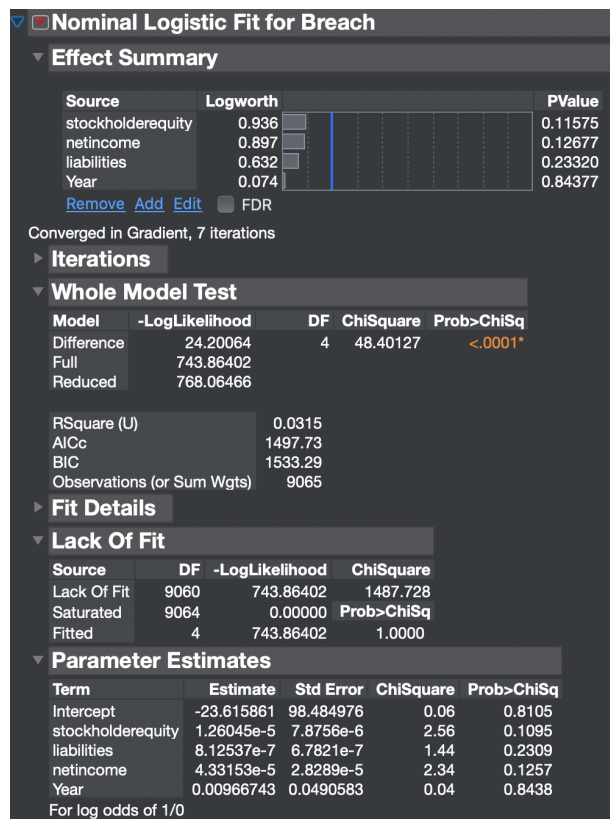 Nominal Logistic Fit for Breach
Effect Summary
Source Logworth PValue
stockholderequity 0.936 0.11575
netincome 0.897 0.12677
liabilities 0.632 0.23320
Year 0.074 0.84377
Remove Add Edit FDR
Converged in Gradient, 7 iterations
Iterations
Whole Model Test
Model -LogLikelihood DF ChiSquare Prob>ChiSq
Difference 24.20064 4 48.40127 <.0001*
Full 743.86402
Reduced 768.06466
RSquare (U) 0.0315
AICc 1497.73
BIC 1533.29
Observations (or Sum Wgts) 9065
Fit Details
Lack Of Fit
Source DF -LogLikelihood ChiSquare
Lack Of Fit 9060 743.86402 1487.728
Saturated 9064 0.00000 Prob>ChiSq
Fitted 4 743.86402 1.0000
Parameter Estimates
Term Estimate Std Error ChiSquare Prob>ChiSq
Intercept -23.615861 98.484976 0.06 0.8105
stockholderequity 1.26045e-5 7.8756e-6 2.56 0.1095
liabilities 8.12537e-7 6.7821e-7 1.44 0.2309
netincome 4.33153e-5 2.8289e-5 2.34 0.1257
Year 0.00966743 0.0490583 0.04 0.8438
For log odds of 1/0